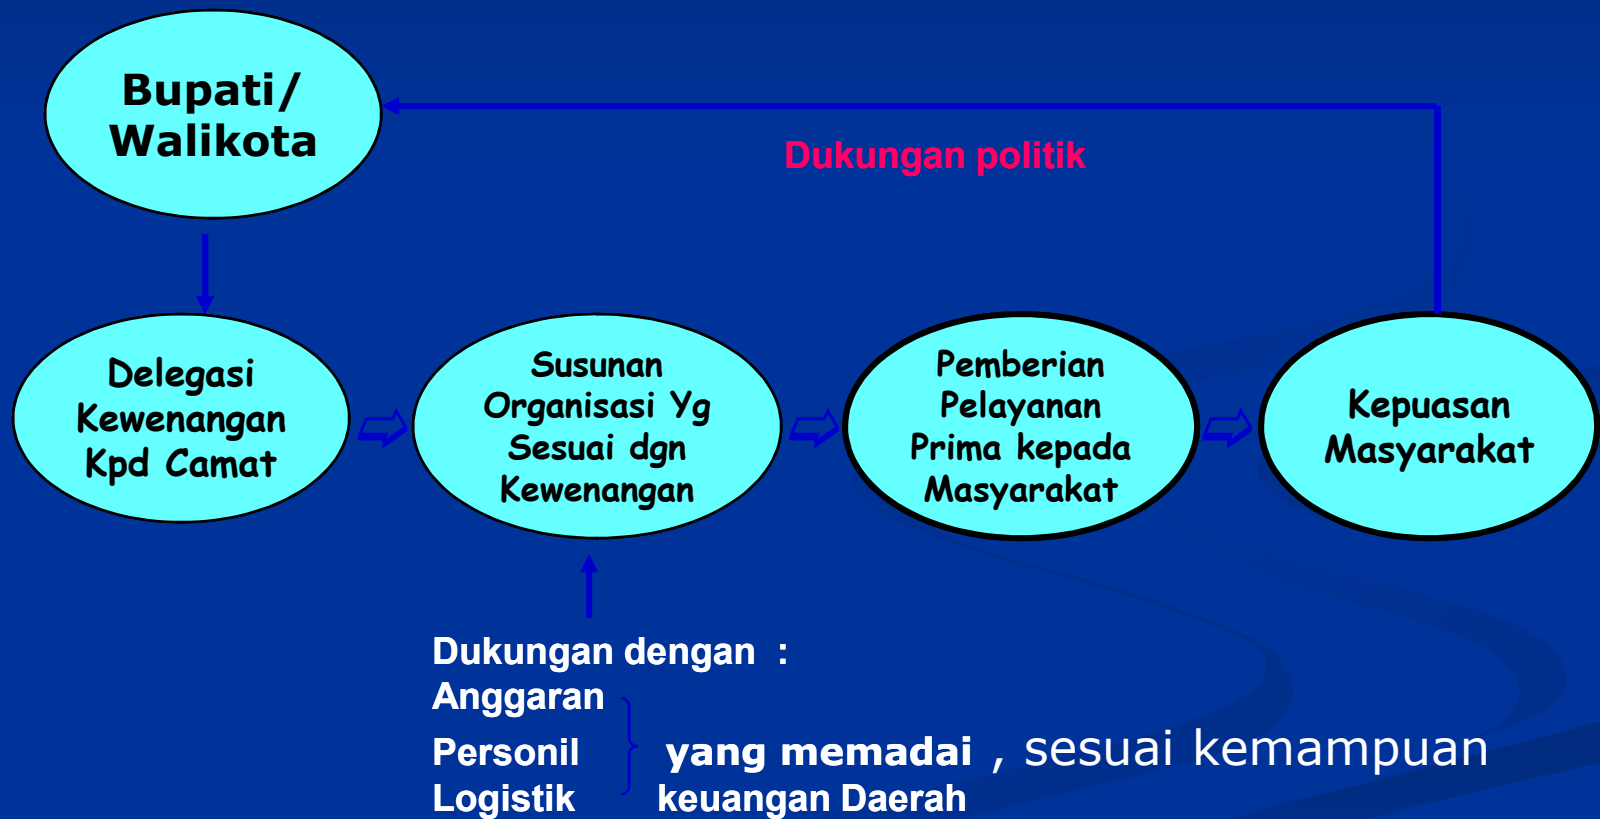 Bupati/
Walikota
Dukungan politik
Delegasi
Kewenangan
Kpd Camat
Susunan
Organisasi Yg
Sesuai dgn
Kewenangan
Pemberian
Pelayanan
Prima kepada
Masyarakat
Kepuasan
Masyarakat
Dukungan dengan :
Anggaran
Personil yang memadai , sesuai kemampuan
Logistik keuangan Daerah